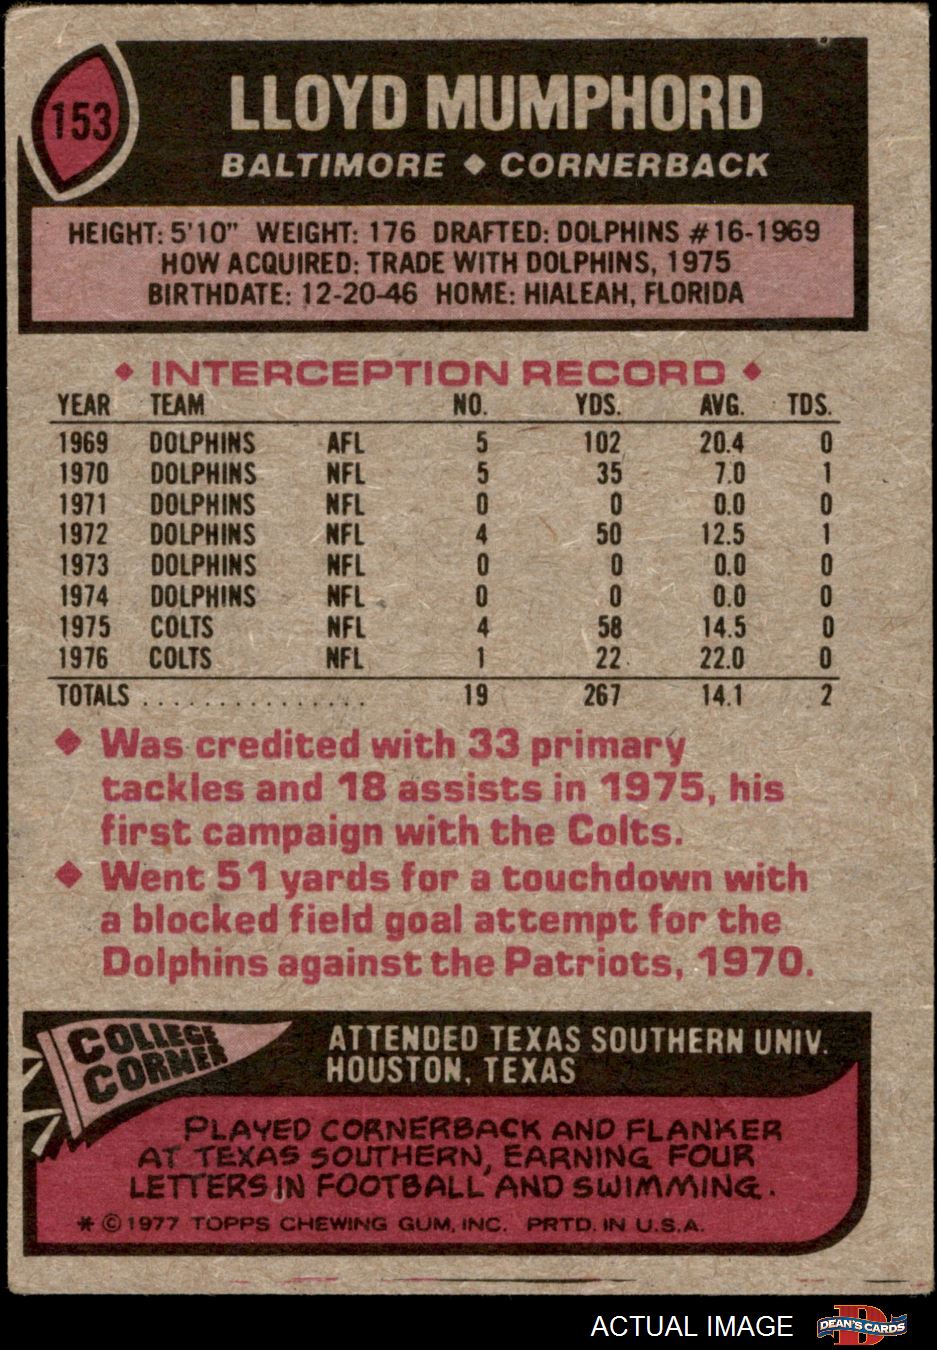 153
LLOYD MUMPHORD
BALTIMORE ◆ CORNERBACK
HEIGHT: 5'10" WEIGHT: 176 DRAFTED: DOLPHINS #16-1969
HOW ACQUIRED: TRADE WITH DOLPHINS, 1975
BIRTHDATE: 12-20-46 HOME: HIALEAH, FLORIDA
◆ INTERCEPTION RECORD ◆
YEAR TEAM NO. YDS. AVG. TDS.
1969 DOLPHINS AFL 5 102 20.4 0
1970 DOLPHINS NFL 5 35 7.0 1
1971 DOLPHINS NFL 0 0 0.0 0
1972 DOLPHINS NFL 4 50 12.5 1
1973 DOLPHINS NFL 0 0 0.0 0
1974 DOLPHINS NFL 0 0 0.0 0
1975 COLTS NFL 4 58 14.5 0
1976 COLTS NFL 1 22 22.0 0
TOTALS ............... 19 267 14.1 2
◆ Was credited with 33 primary
tackles and 18 assists in 1975, his
first campaign with the Colts.
◆ Went 51 yards for a touchdown with
a blocked field goal attempt for the
Dolphins against the Patriots, 1970.
COLLEGE
CORNER
ATTENDED TEXAS SOUTHERN UNIV.
HOUSTON, TEXAS
PLAYED CORNERBACK AND FLANKER
AT TEXAS SOUTHERN, EARNING FOUR
LETTERS IN FOOTBALL AND SWIMMING.
* © 1977 TOPPS CHEWING GUM, INC. PRTD. IN U.S.A.
ACTUAL IMAGE
DEAN'S CARDS